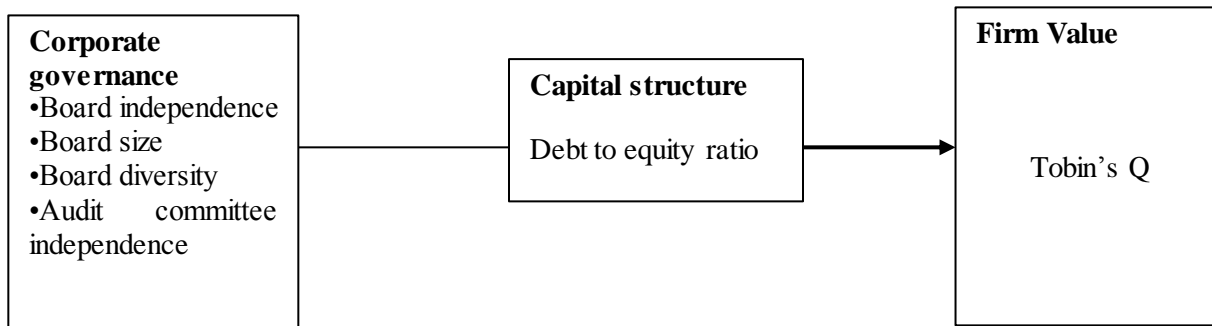 Corporate
governance
•Board independence
•Board size
•Board diversity
•Audit committee
independence
Capital structure
Debt to equity ratio
Firm Value
Tobin’s Q